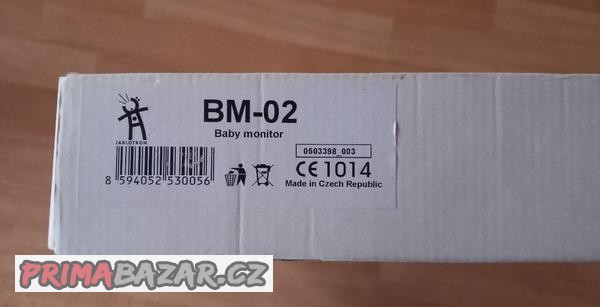 BM-02
Baby monitor
JABLOTRON
0503398_003
8 594052 530056
CE 1014
Made in Czech Republic
PRIMABAZAR.CZ